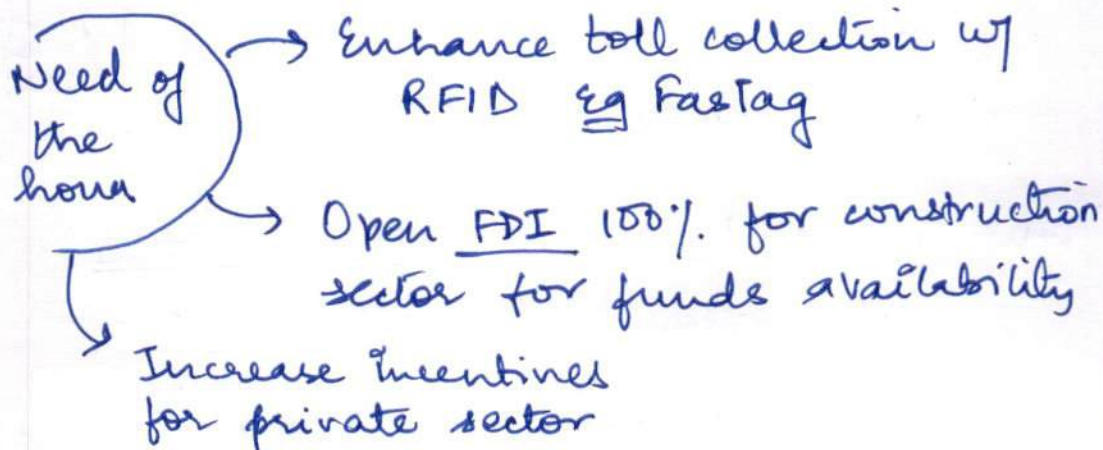 Need of
the
hour
Enhance toll collection w/
RFID eg Fastag
Open FDI 100%. for construction
sector for funds availability
Increase incentives
for private sector